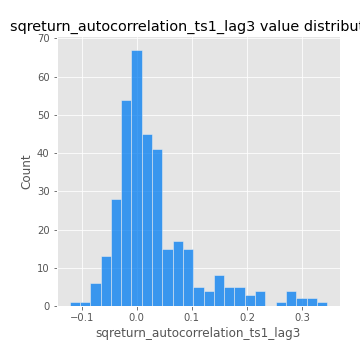 sqreturn_autocorrelation_ts1_lag3 value distribut
70
60
50
40
30
20
10
0
Count
−0.1 0.0 0.1 0.2 0.3
sqreturn_autocorrelation_ts1_lag3